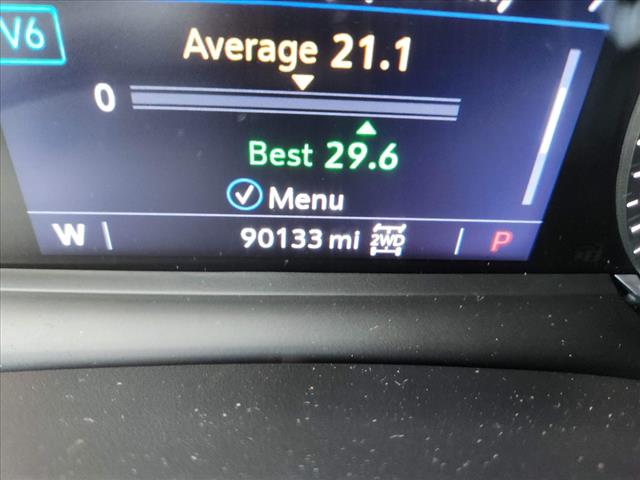 V6
Average 21.1
0
Best 29.6
Menu
W 90133 mi 2WD P